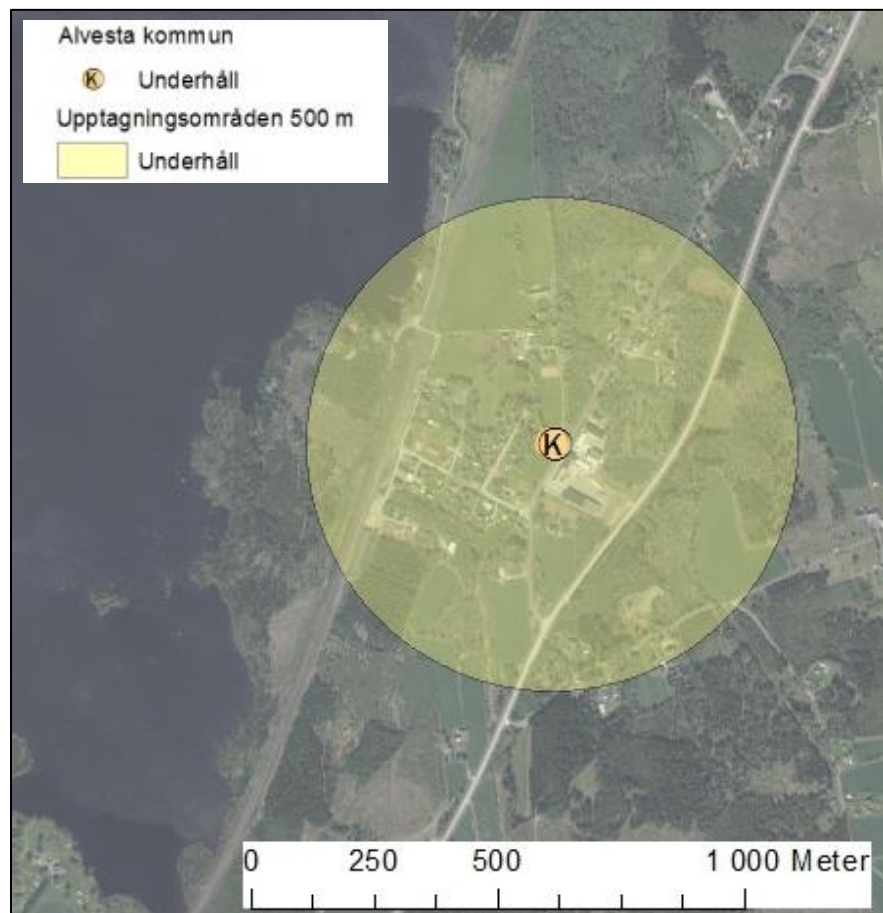 Alvesta kommun
K Underhåll
Upptagningsområden 500 m
Underhåll
K
0 250 500 1 000 Meter